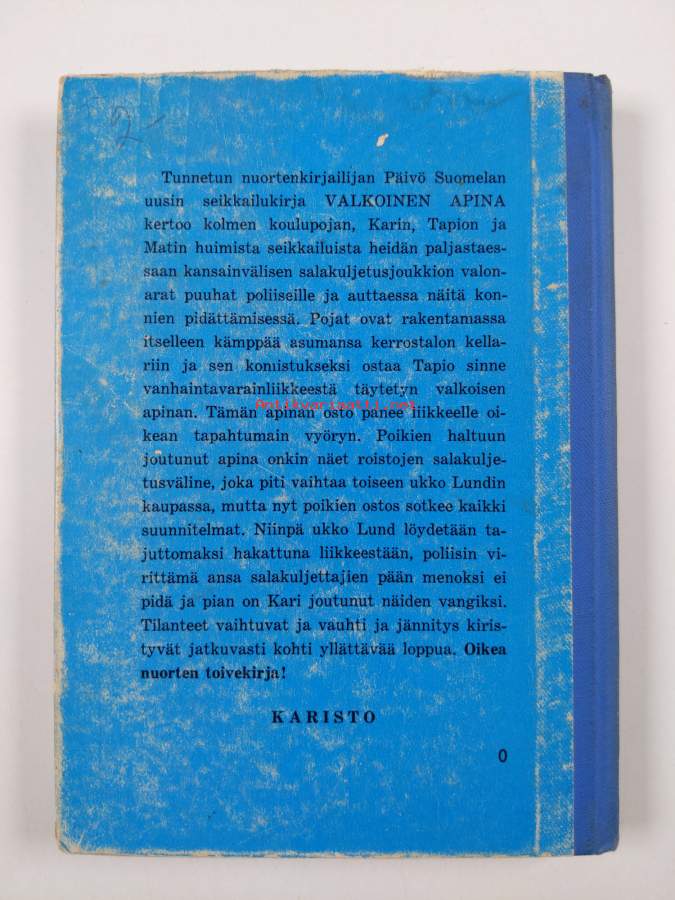 2-
Tunnetun nuortenkirjailijan Päivö Suomelan
uusin seikkailukirja VALKOINEN APINA
kertoo kolmen koulupojan, Karin, Tapion ja
Matin huimista seikkailuista heidän paljastaes-
saan kansainvälisen salakuljetusjoukkion valon-
arat puuhat poliiseille ja auttaessa näitä kon-
nien pidättämisessä. Pojat ovat rakentamassa
itselleen kämppää asumansa kerrostalon kella-
riin ja sen komistukseksi ostaa Tapio sinne
vanhaintavarainliikkeestä täytetyn valkoisen
apinan. Tämän apinan osto panee liikkeelle oi-
Antikvariaatti.net
kean tapahtumain vyöryn. Poikien haltuun
joutunut apina onkin näet roistojen salakulje-
tusväline, joka piti vaihtaa toiseen ukko Lundin
kaupassa, mutta nyt poikien ostos sotkee kaikki
suunnitelmat. Niinpä ukko Lund löydetään ta-
juttomaksi hakattuna liikkeestään, poliisin vi-
rittämä ansa salakuljettajien pään menoksi ei
pidä ja pian on Kari joutunut näiden vangiksi.
Tilanteet vaihtuvat ja vauhti ja jännitys kiris-
tyvät jatkuvasti kohti yllättävää loppua. Oikea
nuorten toivekirja!
KARISTO
0